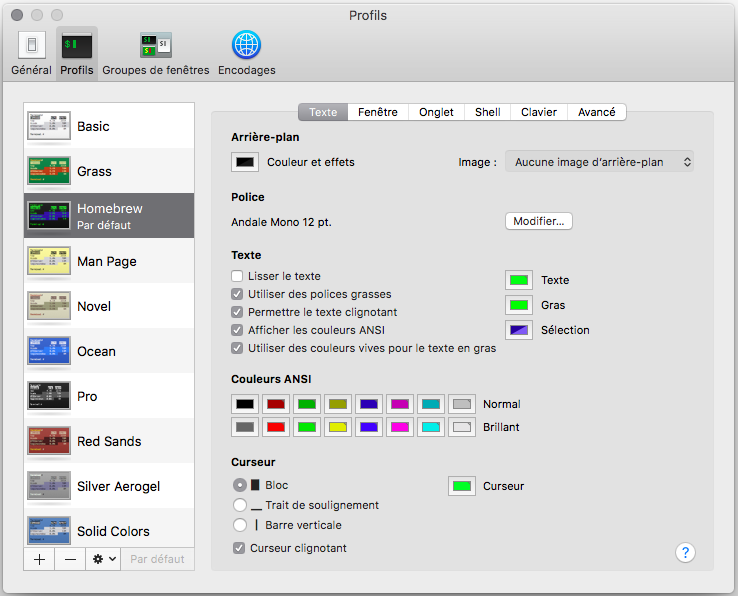 Profils
Général Profils Groupes de fenêtres Encodages
Basic
Grass
Homebrew
Par défaut
Man Page
Novel
Ocean
Pro
Red Sands
Silver Aerogel
Solid Colors
Par défaut
Texte Fenêtre Onglet Shell Clavier Avancé
Arrière-plan
Couleur et effets Image : Aucune image d'arrière-plan
Police
Andale Mono 12 pt. Modifier...
Texte
Lisser le texte
Utiliser des polices grasses
Permettre le texte clignotant
Afficher les couleurs ANSI
Utiliser des couleurs vives pour le texte en gras
Texte
Gras
Sélection
Couleurs ANSI
Normal
Brillant
Curseur
Bloc
Trait de soulignement
Barre verticale
Curseur clignotant
Curseur
?